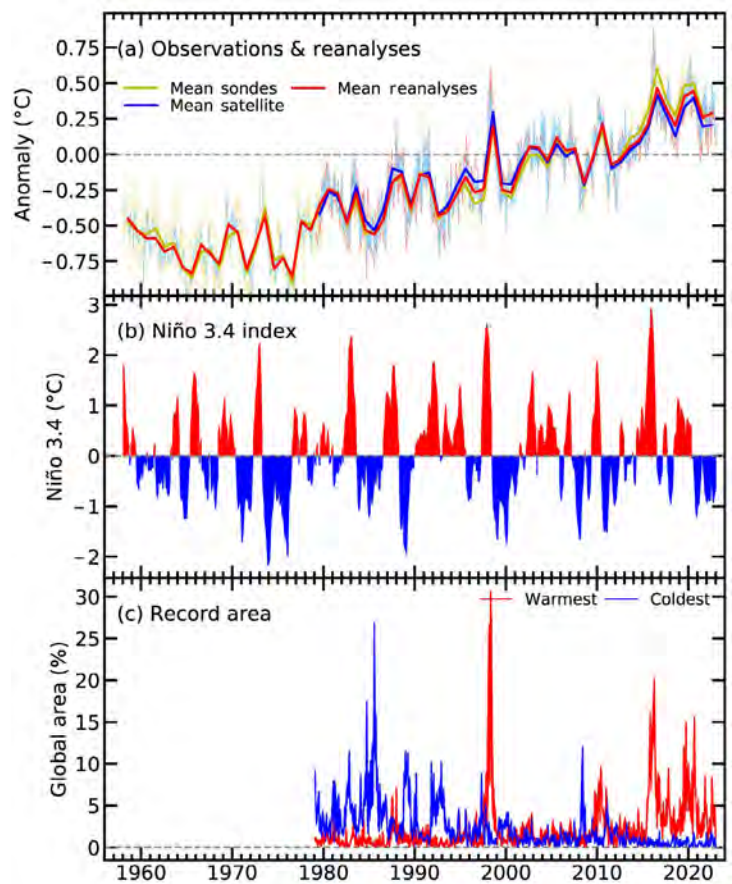 (a) Observations & reanalyses
Mean sondes
Mean reanalyses
Mean satellite
Anomaly (°C)
0.75
0.50
0.25
0.00
−0.25
−0.50
−0.75
(b) Niño 3.4 index
Niño 3.4 (°C)
3
2
1
0
−1
−2
(c) Record area
Warmest
Coldest
Global area (%)
30
25
20
15
10
5
0
1960 1970 1980 1990 2000 2010 2020